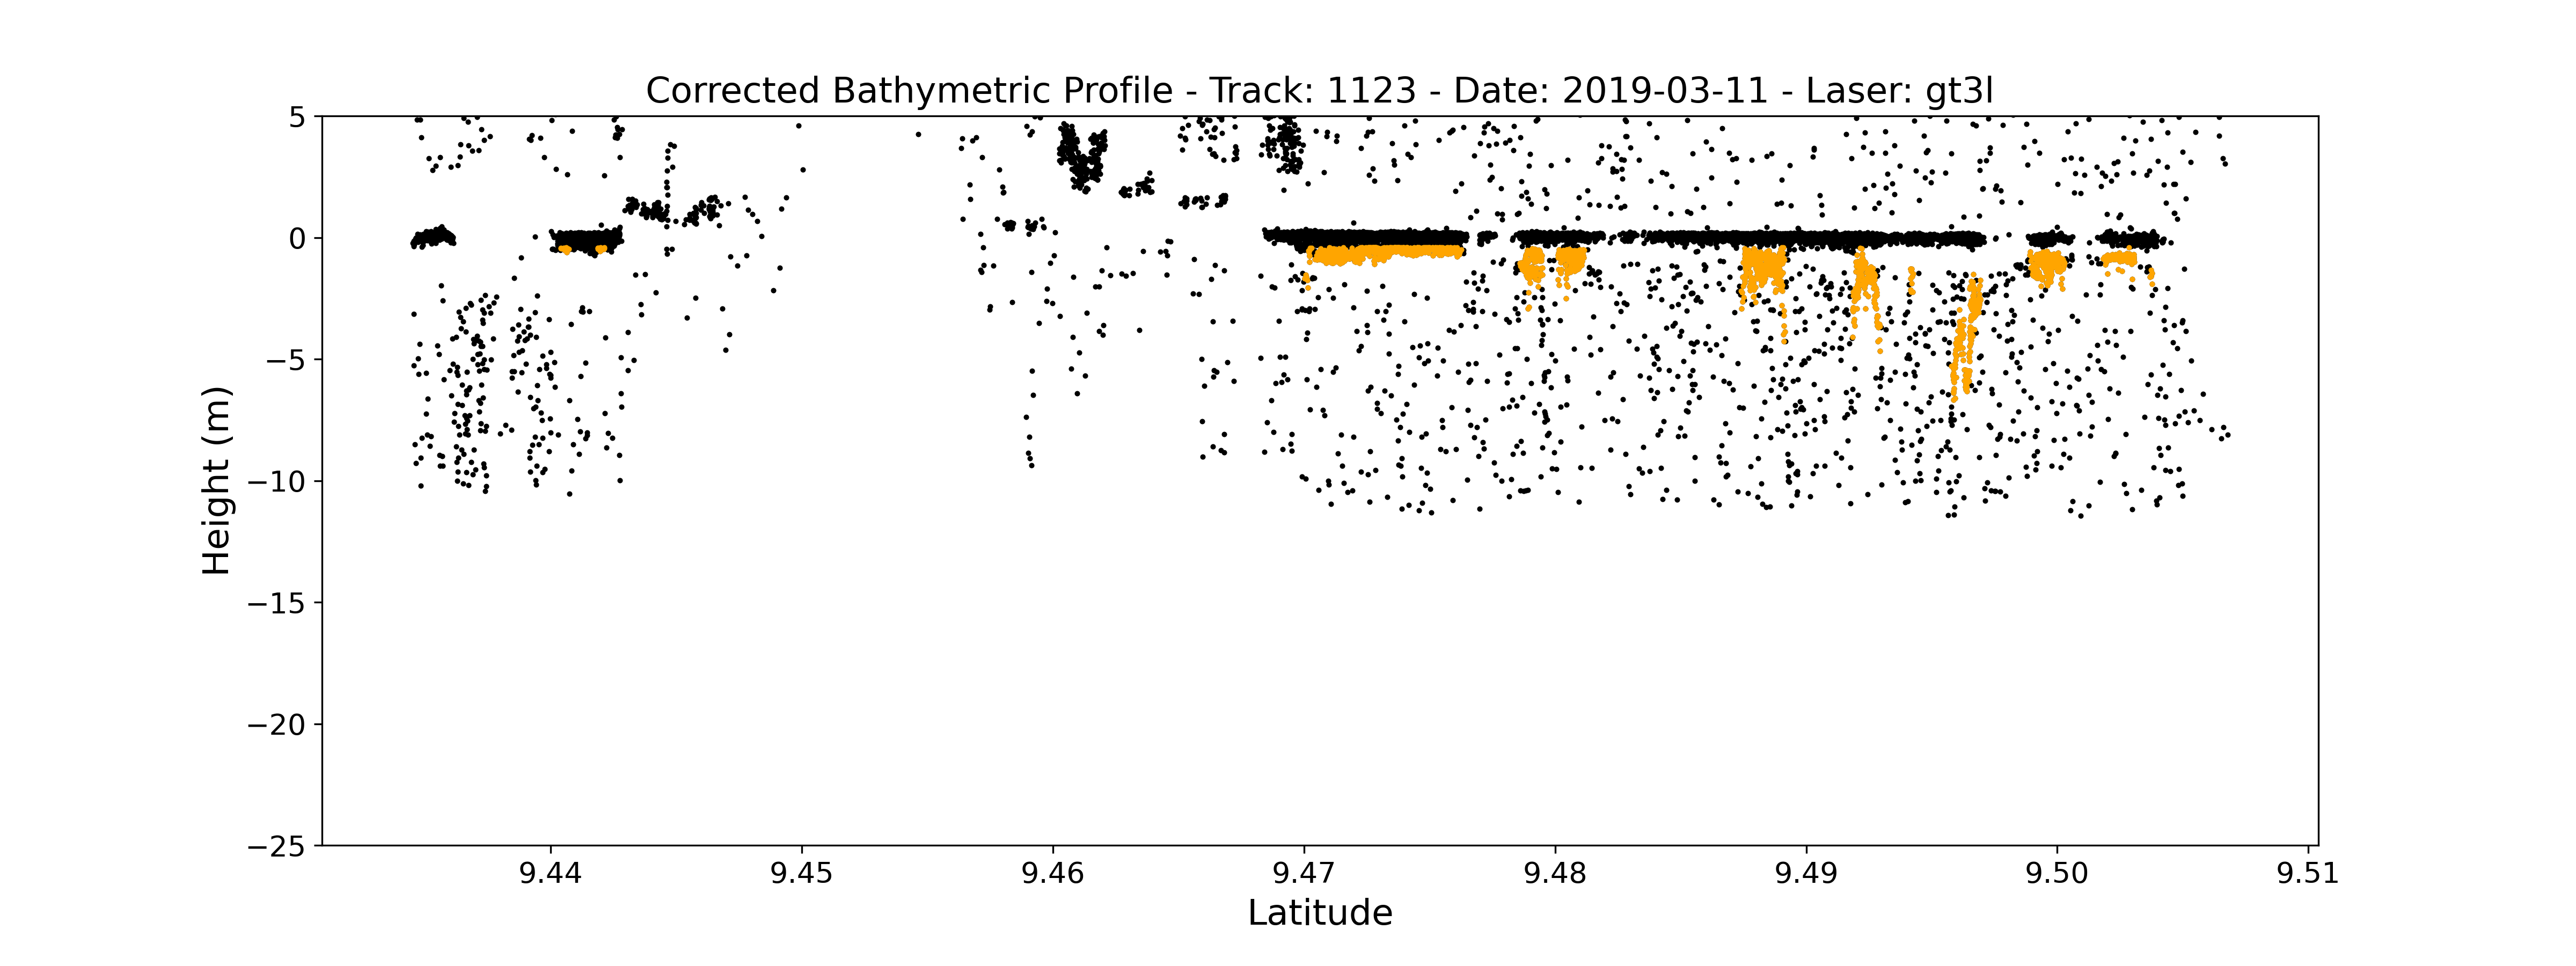 Corrected Bathymetric Profile - Track: 1123 - Date: 2019-03-11 - Laser: gt3l
5
0
−5
−10
−15
−20
−25
Height (m)
9.44 9.45 9.46 9.47 9.48 9.49 9.50 9.51
Latitude